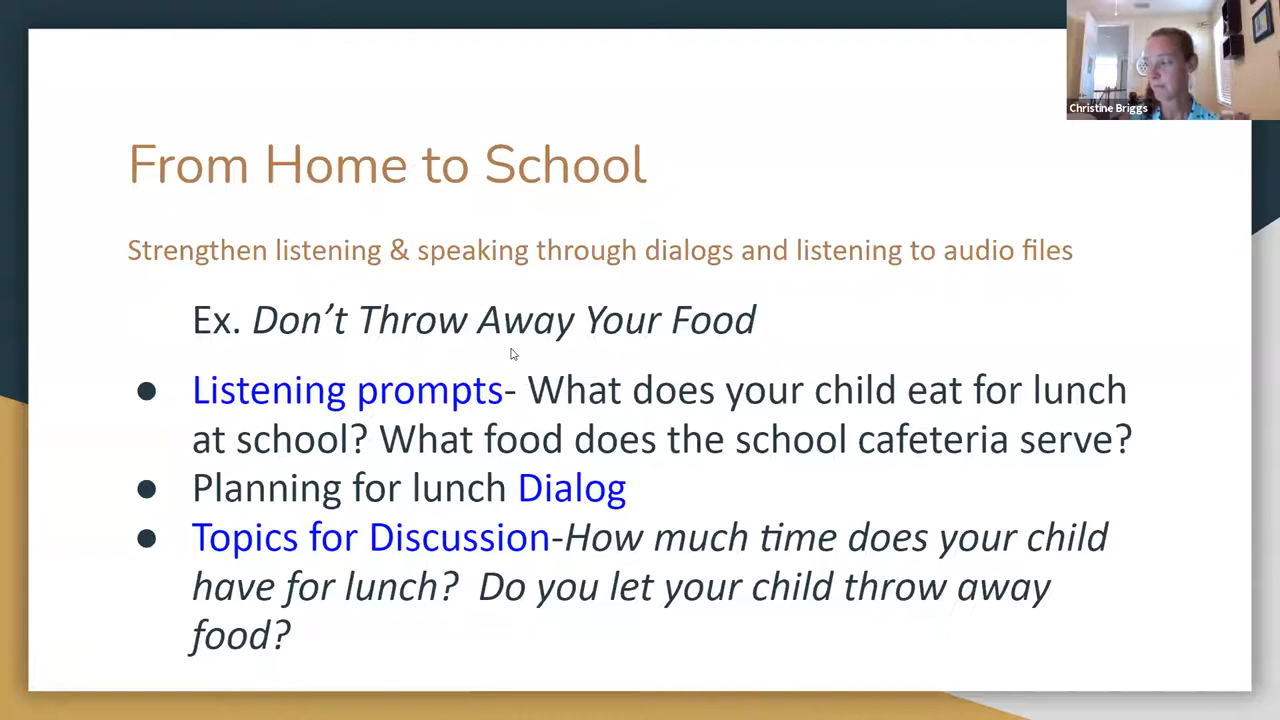 Christine Briggs
From Home to School
Strengthen listening & speaking through dialogs and listening to audio files
Ex. Don't Throw Away Your Food
● Listening prompts- What does your child eat for lunch
at school? What food does the school cafeteria serve?
● Planning for lunch Dialog
● Topics for Discussion-How much time does your child
have for lunch?  Do you let your child throw away
food?